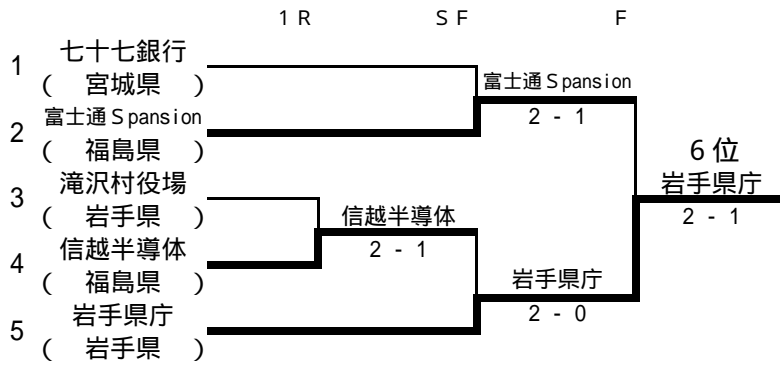 1R SF F
1 七十七銀行
( 宮城県 )
2 富士通Spansion
( 福島県 )
3 滝沢村役場
( 岩手県 )
4 信越半導体
( 福島県 )
5 岩手県庁
( 岩手県 )
信越半導体
2 - 1
富士通Spansion
2 - 1
岩手県庁
2 - 0
6位
岩手県庁
2 - 1